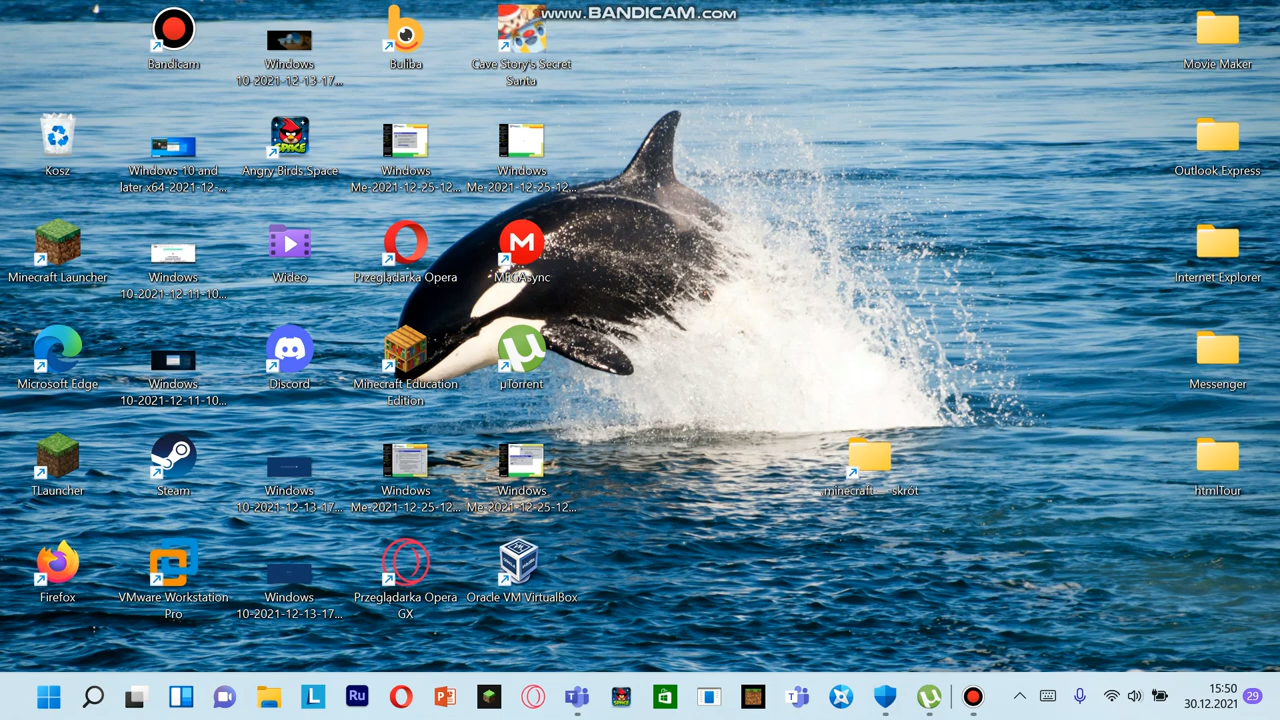 www.BANDICAM.com
Bandicam
Windows
10-2021-12-13-17...
Buliba
Cave Story's Secret
Santa
Movie Maker
Kosz
Windows 10 and
later x64-2021-12-...
Angry Birds Space
SPACE
Windows
Me-2021-12-25-12...
Windows
Me-2021-12-25-12...
Outlook Express
Minecraft Launcher
Windows
10-2021-12-11-10...
Wideo
Przeglądarka Opera
M
MEGAsync
Internet Explorer
Microsoft Edge
Windows
10-2021-12-11-10...
Discord
Minecraft Education
Edition
µ
µTorrent
Messenger
TLauncher
Steam
Windows
10-2021-12-13-17...
Windows
Me-2021-12-25-12...
Windows
Me-2021-12-25-12...
.minecraft — skrót
htmlTour
Firefox
VMware Workstation
Pro
Windows
10-2021-12-13-17...
Przeglądarka Opera
GX
Oracle VM VirtualBox
L
Ru
P
T
T
15:50
30.12.2021
29